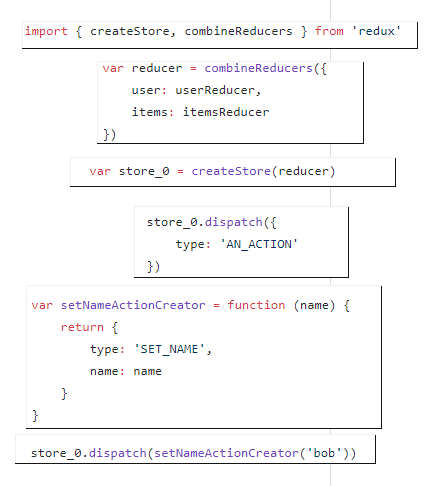 import { createStore, combineReducers } from 'redux'
var reducer = combineReducers({
user: userReducer,
items: itemsReducer
})
var store_0 = createStore(reducer)
store_0.dispatch({
type: 'AN_ACTION'
})
var setNameActionCreator = function (name) {
return {
type: 'SET_NAME',
name: name
}
}
store_0.dispatch(setNameActionCreator('bob'))